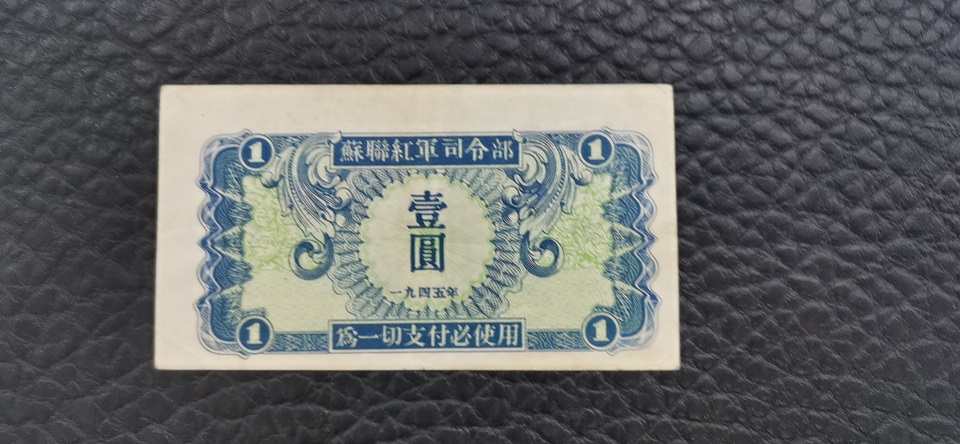 1 蘇聯紅軍司令部 1
壹
圓
一九四五年
1 爲一切支付必使用 1